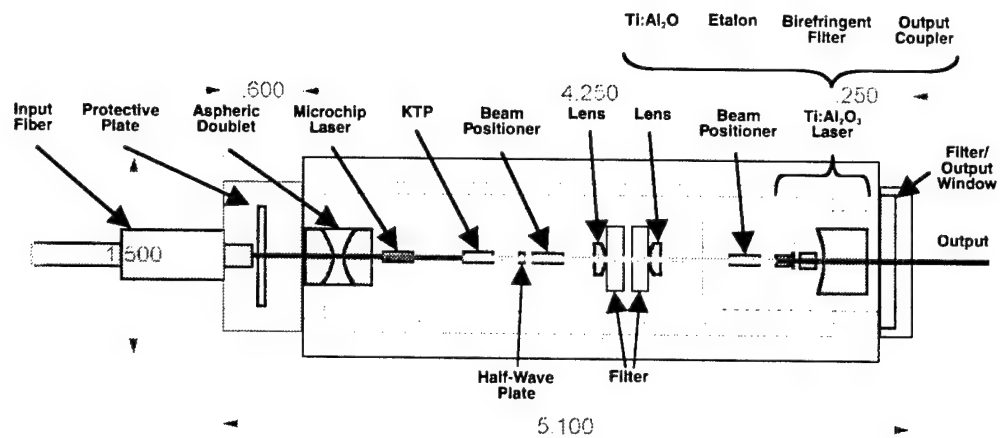 Ti:Al₂O
Etalon
Birefringent
Filter
Output
Coupler
.600
4.250
.250
Input
Fiber
Protective
Plate
Aspheric
Doublet
Microchip
Laser
KTP
Beam
Positioner
Lens
Lens
Beam
Positioner
Ti:Al₂O₃
Laser
Filter/
Output
Window
1.500
Output
Half-Wave
Plate
Filter
5.100